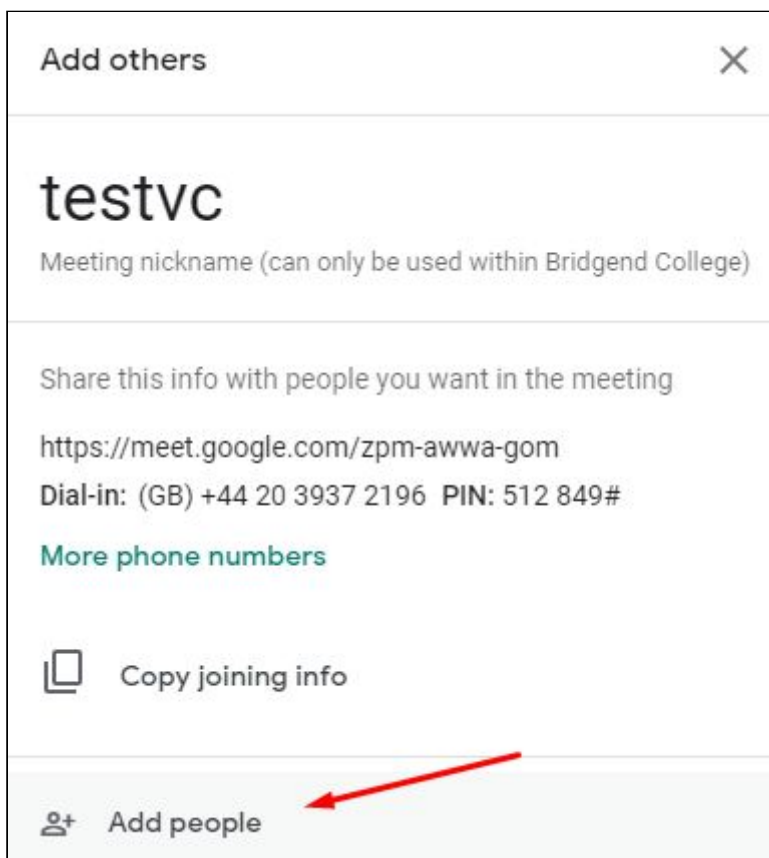 Add others
testvc
Meeting nickname (can only be used within Bridgend College)
Share this info with people you want in the meeting
https://meet.google.com/zpm-awwa-gom
Dial-in: (GB) +44 20 3937 2196 PIN: 512 849#
More phone numbers
Copy joining info
Add people